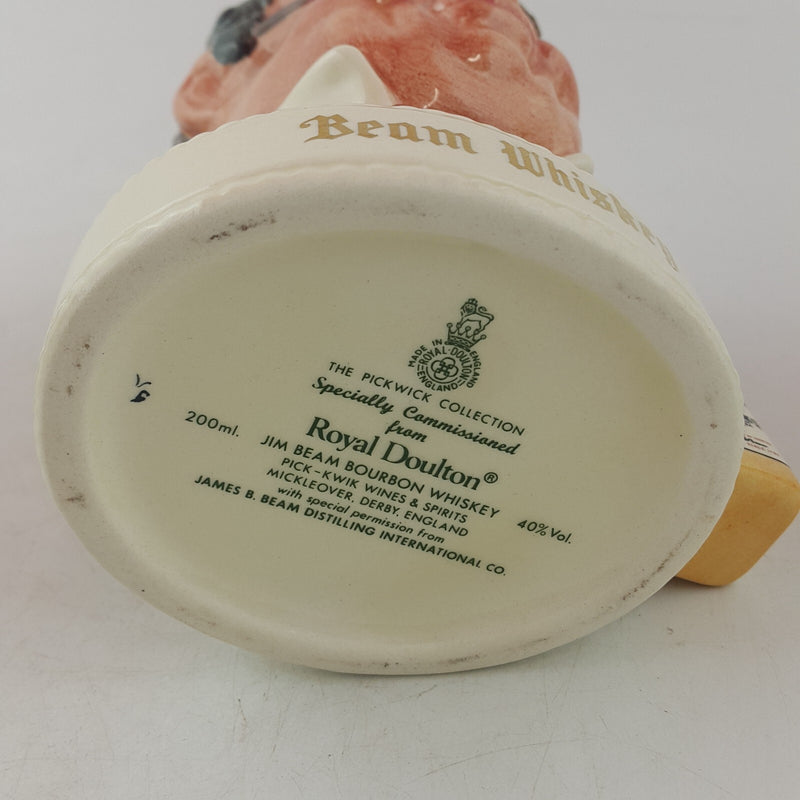 Beam Whiskey
MADE IN ENGLAND
ROYAL DOULTON
ENGLAND
THE PICKWICK COLLECTION
Specially Commissioned
from
Royal Doulton®
200ml. JIM BEAM BOURBON WHISKEY 40% Vol.
PICK-KWIK WINES & SPIRITS
MICKLEOVER, DERBY, ENGLAND
with special permission from
JAMES B. BEAM DISTILLING INTERNATIONAL CO.